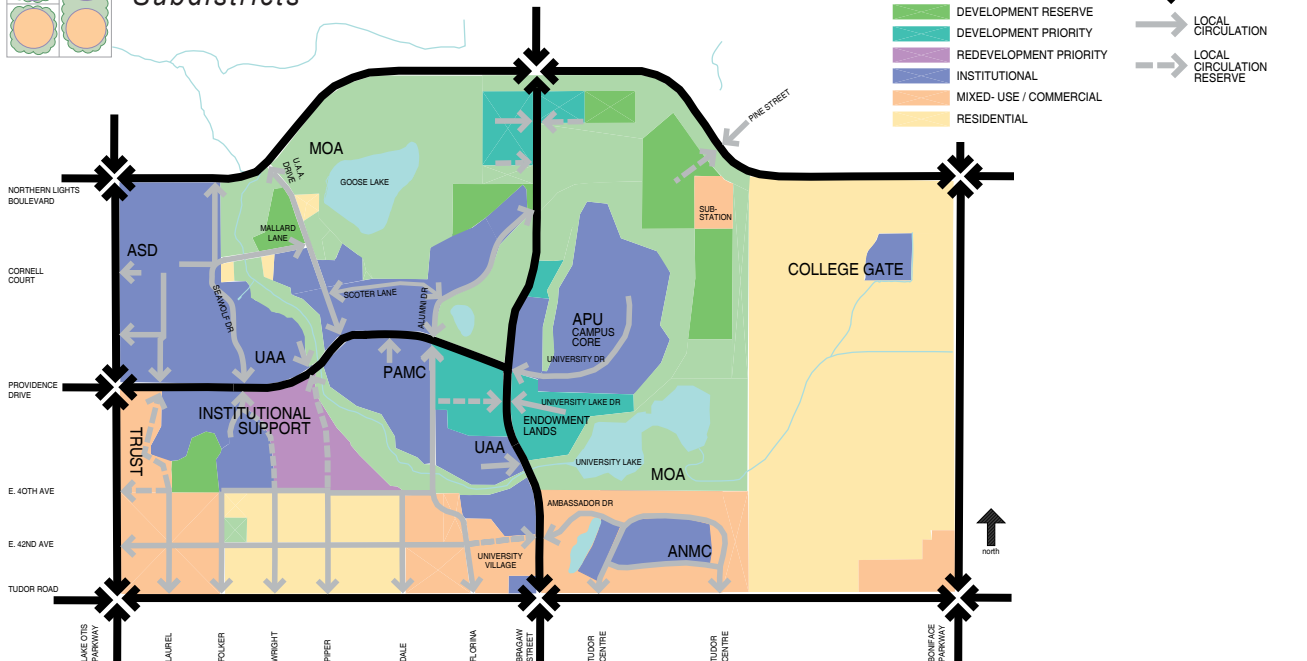 Subdistricts
DEVELOPMENT RESERVE
DEVELOPMENT PRIORITY
REDEVELOPMENT PRIORITY
INSTITUTIONAL
MIXED- USE / COMMERCIAL
RESIDENTIAL
LOCAL
CIRCULATION
LOCAL
CIRCULATION
RESERVE
PINE STREET
MOA
U.A.A.
DRIVE
GOOSE LAKE
NORTHERN LIGHTS
BOULEVARD
SUB-
STATION
MALLARD
LANE
ASD
CORNELL
COURT
COLLEGE GATE
SEAWOLF DR
SCOTER LANE
ALUMNI DR
APU
CAMPUS
CORE
UAA
UNIVERSITY DR
PAMC
PROVIDENCE
DRIVE
UNIVERSITY LAKE DR
INSTITUTIONAL
SUPPORT
ENDOWMENT
LANDS
TRUST
UAA
UNIVERSITY LAKE
MOA
E. 4OTH AVE
AMBASSADOR DR
E. 42ND AVE
UNIVERSITY
VILLAGE
ANMC
north
TUDOR ROAD
LAKE OTIS
PARKWAY
LAUREL
FOLKER
WRIGHT
PIPER
DALE
FLORINA
BRAGAW
STREET
TUDOR
CENTRE
TUDOR
CENTRE
BONIFACE
PARKWAY